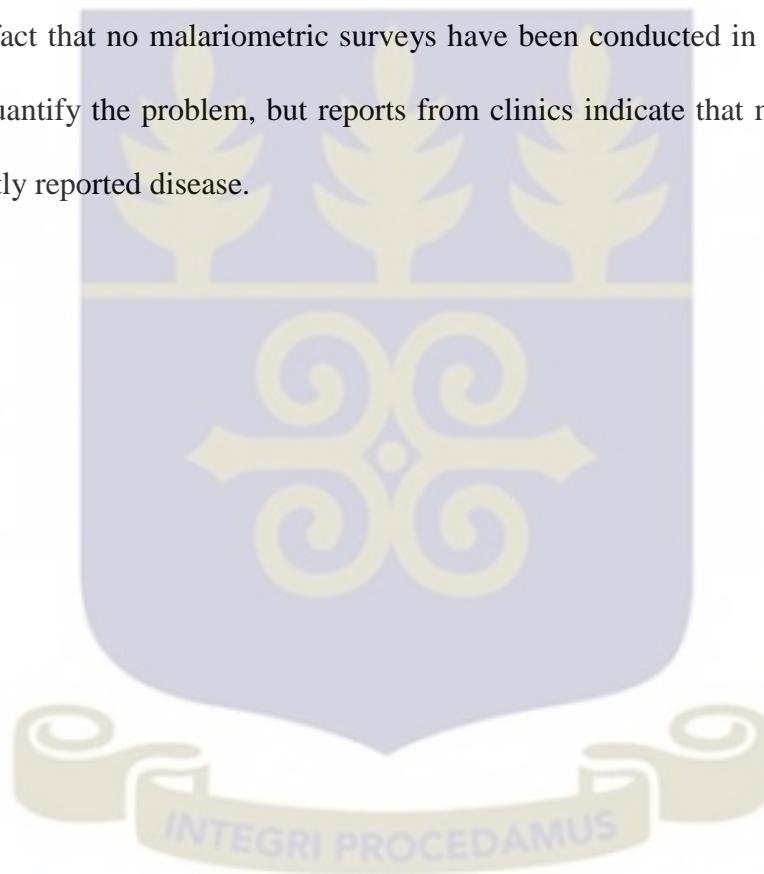 fact that no malariometric surveys have been conducted in
uantify the problem, but reports from clinics indicate that
tly reported disease.
INTEGRI PROCEDAMUS